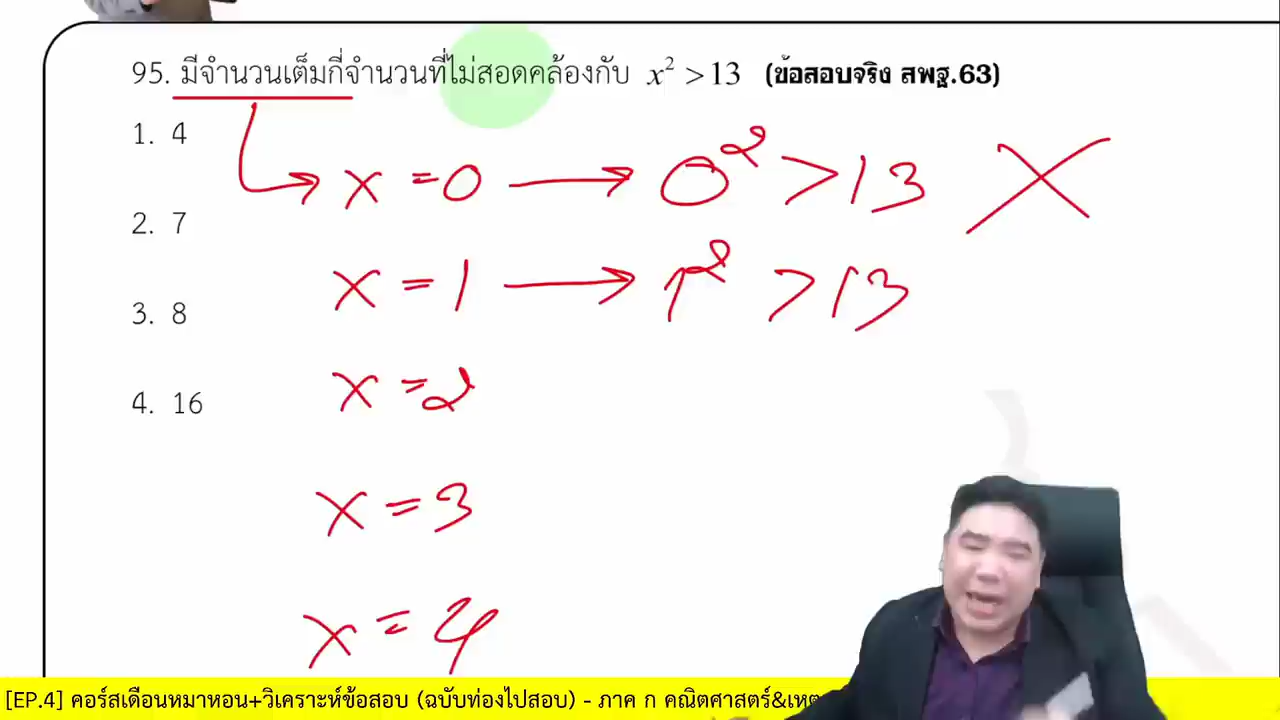 95. มีจำนวนเต็มกี่จำนวนที่ไม่สอดคล้องกับ x² > 13 (ข้อสอบจริง สพฐ.63)
1. 4
x = 0 → 0² > 13 X
2. 7
x = 1 → 1² > 13
3. 8
x = 2
4. 16
x = 3
x = 4
[EP.4] คอร์สเดือนหมาหอน+วิเคราะห์ข้อสอบ (ฉบับท่องไปสอบ) - ภาค ก คณิตศาสตร์&เหตุ